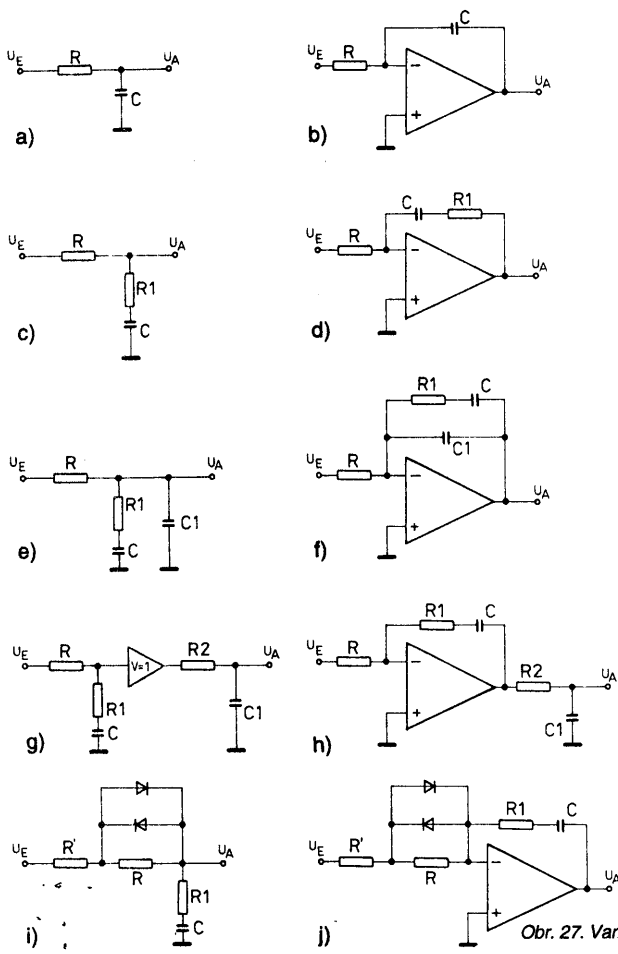 U_E R U_A
C
a)
C
U_E R
−
+
U_A
b)
U_E R U_A
R1
C
c)
C R1
U_E R
−
+
U_A
d)
U_E R U_A
R1
C1
C
e)
R1 C
C1
U_E R
−
+
U_A
f)
U_E R V=1 R2 U_A
R1
C1
C
g)
R1 C
U_E R
−
+
R2 U_A
C1
h)
U_E R' R U_A
R1
C
i)
R1 C
U_E R' R
−
+
U_A
j)
Obr. 27. Var